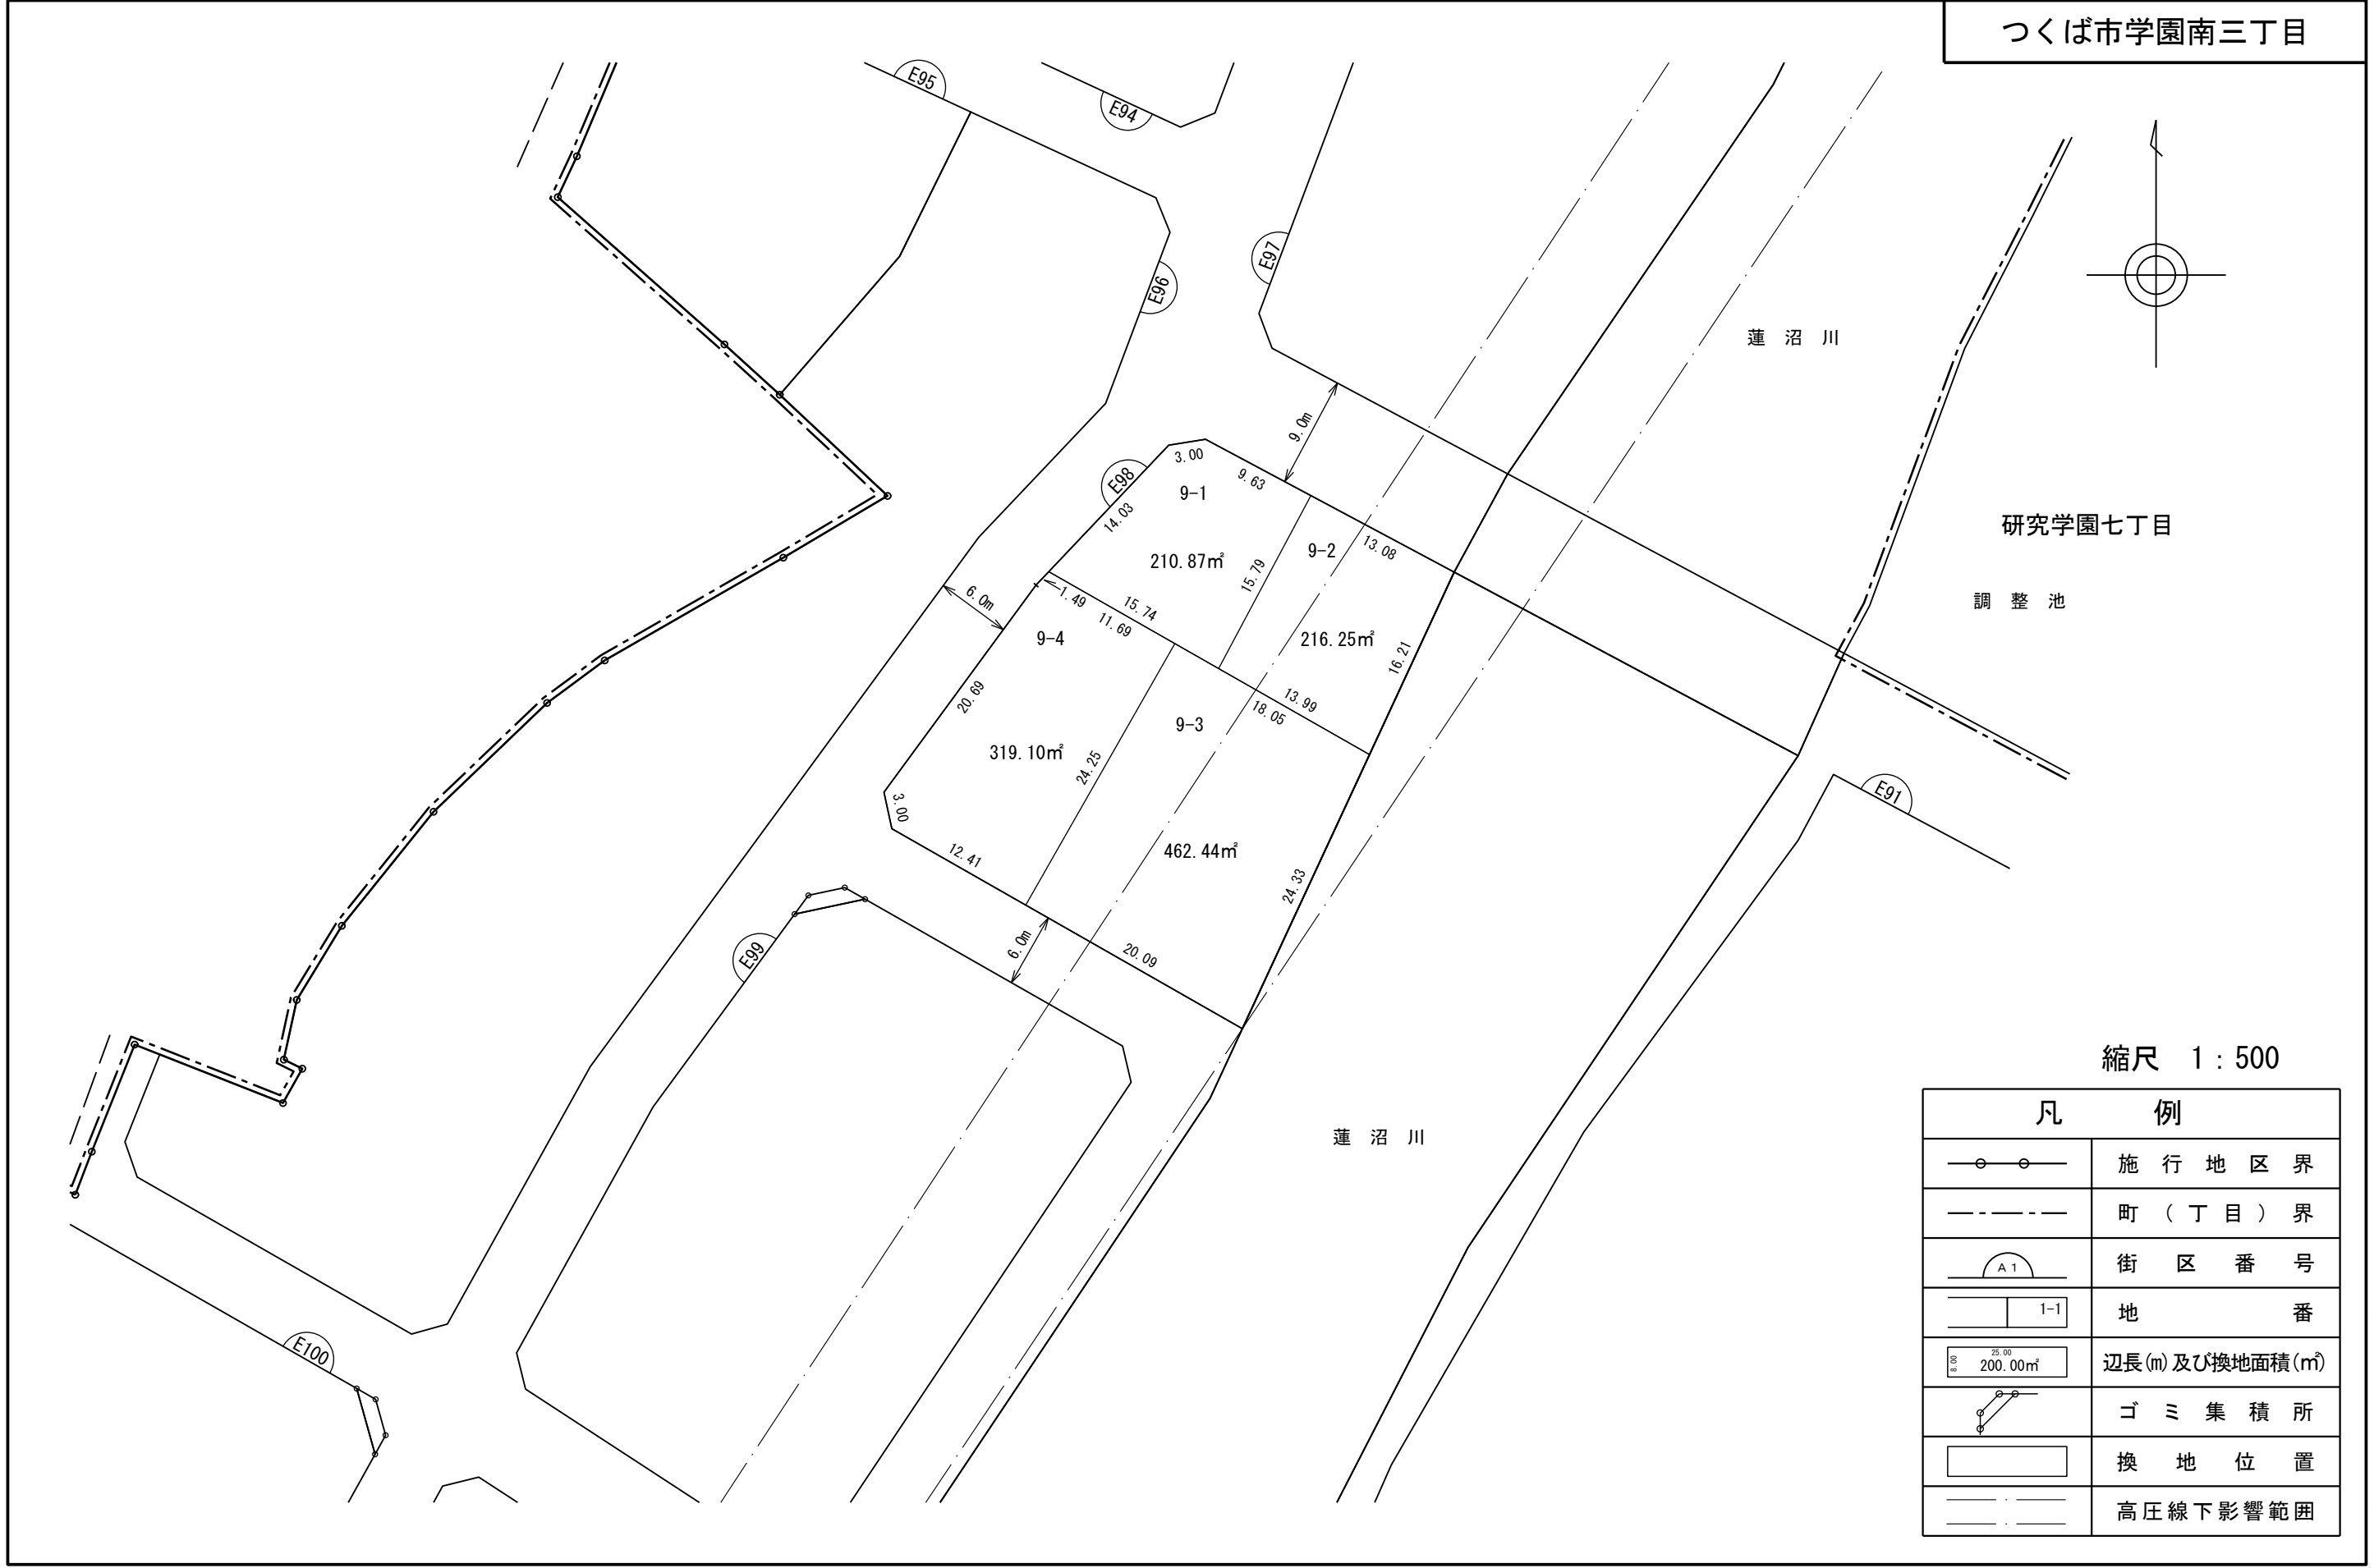 つくば市学園南三丁目
E95
E94
E96
E97
蓮沼川
9.0m
E98
3.00
9.63
9-1
14.03
210.87㎡
15.79
9-2
13.08
216.25㎡
16.21
研究学園七丁目
調整池
6.0m
1.49
15.74
11.69
9-4
20.69
319.10㎡
24.25
9-3
13.99
18.05
462.44㎡
24.33
3.00
12.41
20.09
6.0m
E91
E99
蓮沼川
E100
縮尺 1:500
凡例
施行地区界
町(丁目)界
A1 街区番号
1-1 地番
8.00 25.00 200.00㎡ 辺長(m)及び換地面積(㎡)
ゴミ集積所
換地位置
高圧線下影響範囲